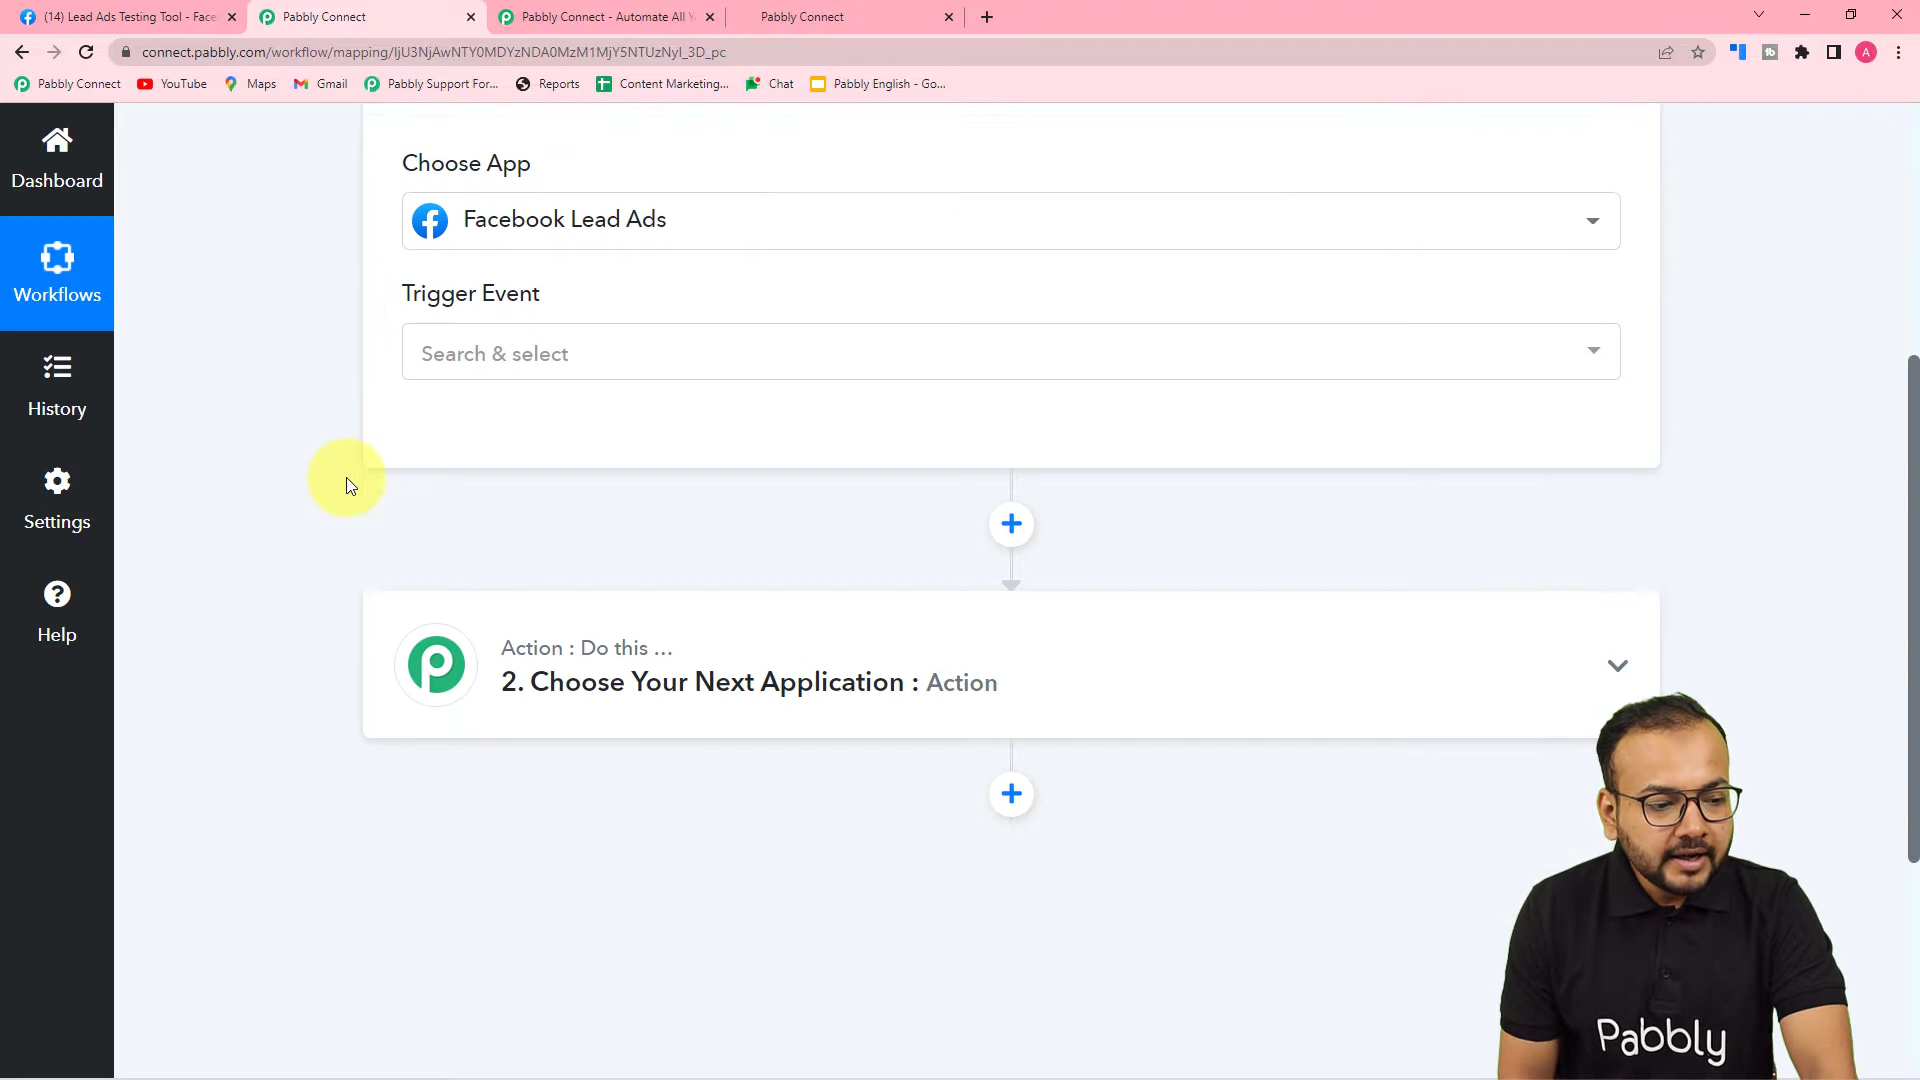 (14) Lead Ads Testing Tool - Face
Pabbly Connect
Pabbly Connect - Automate All Y
Pabbly Connect
connect.pabbly.com/workflow/mapping/IjU3NjAwNTY0MDYzNDA0MzM1MjY5NTUzNyI_3D_pc
A
Pabbly Connect
YouTube
Maps
Gmail
Pabbly Support For...
Reports
Content Marketing...
Chat
Pabbly English - Go...
Dashboard
Workflows
History
Settings
Help
Choose App
Facebook Lead Ads
Trigger Event
Search & select
Action : Do this ...
2. Choose Your Next Application : Action
Pabbly